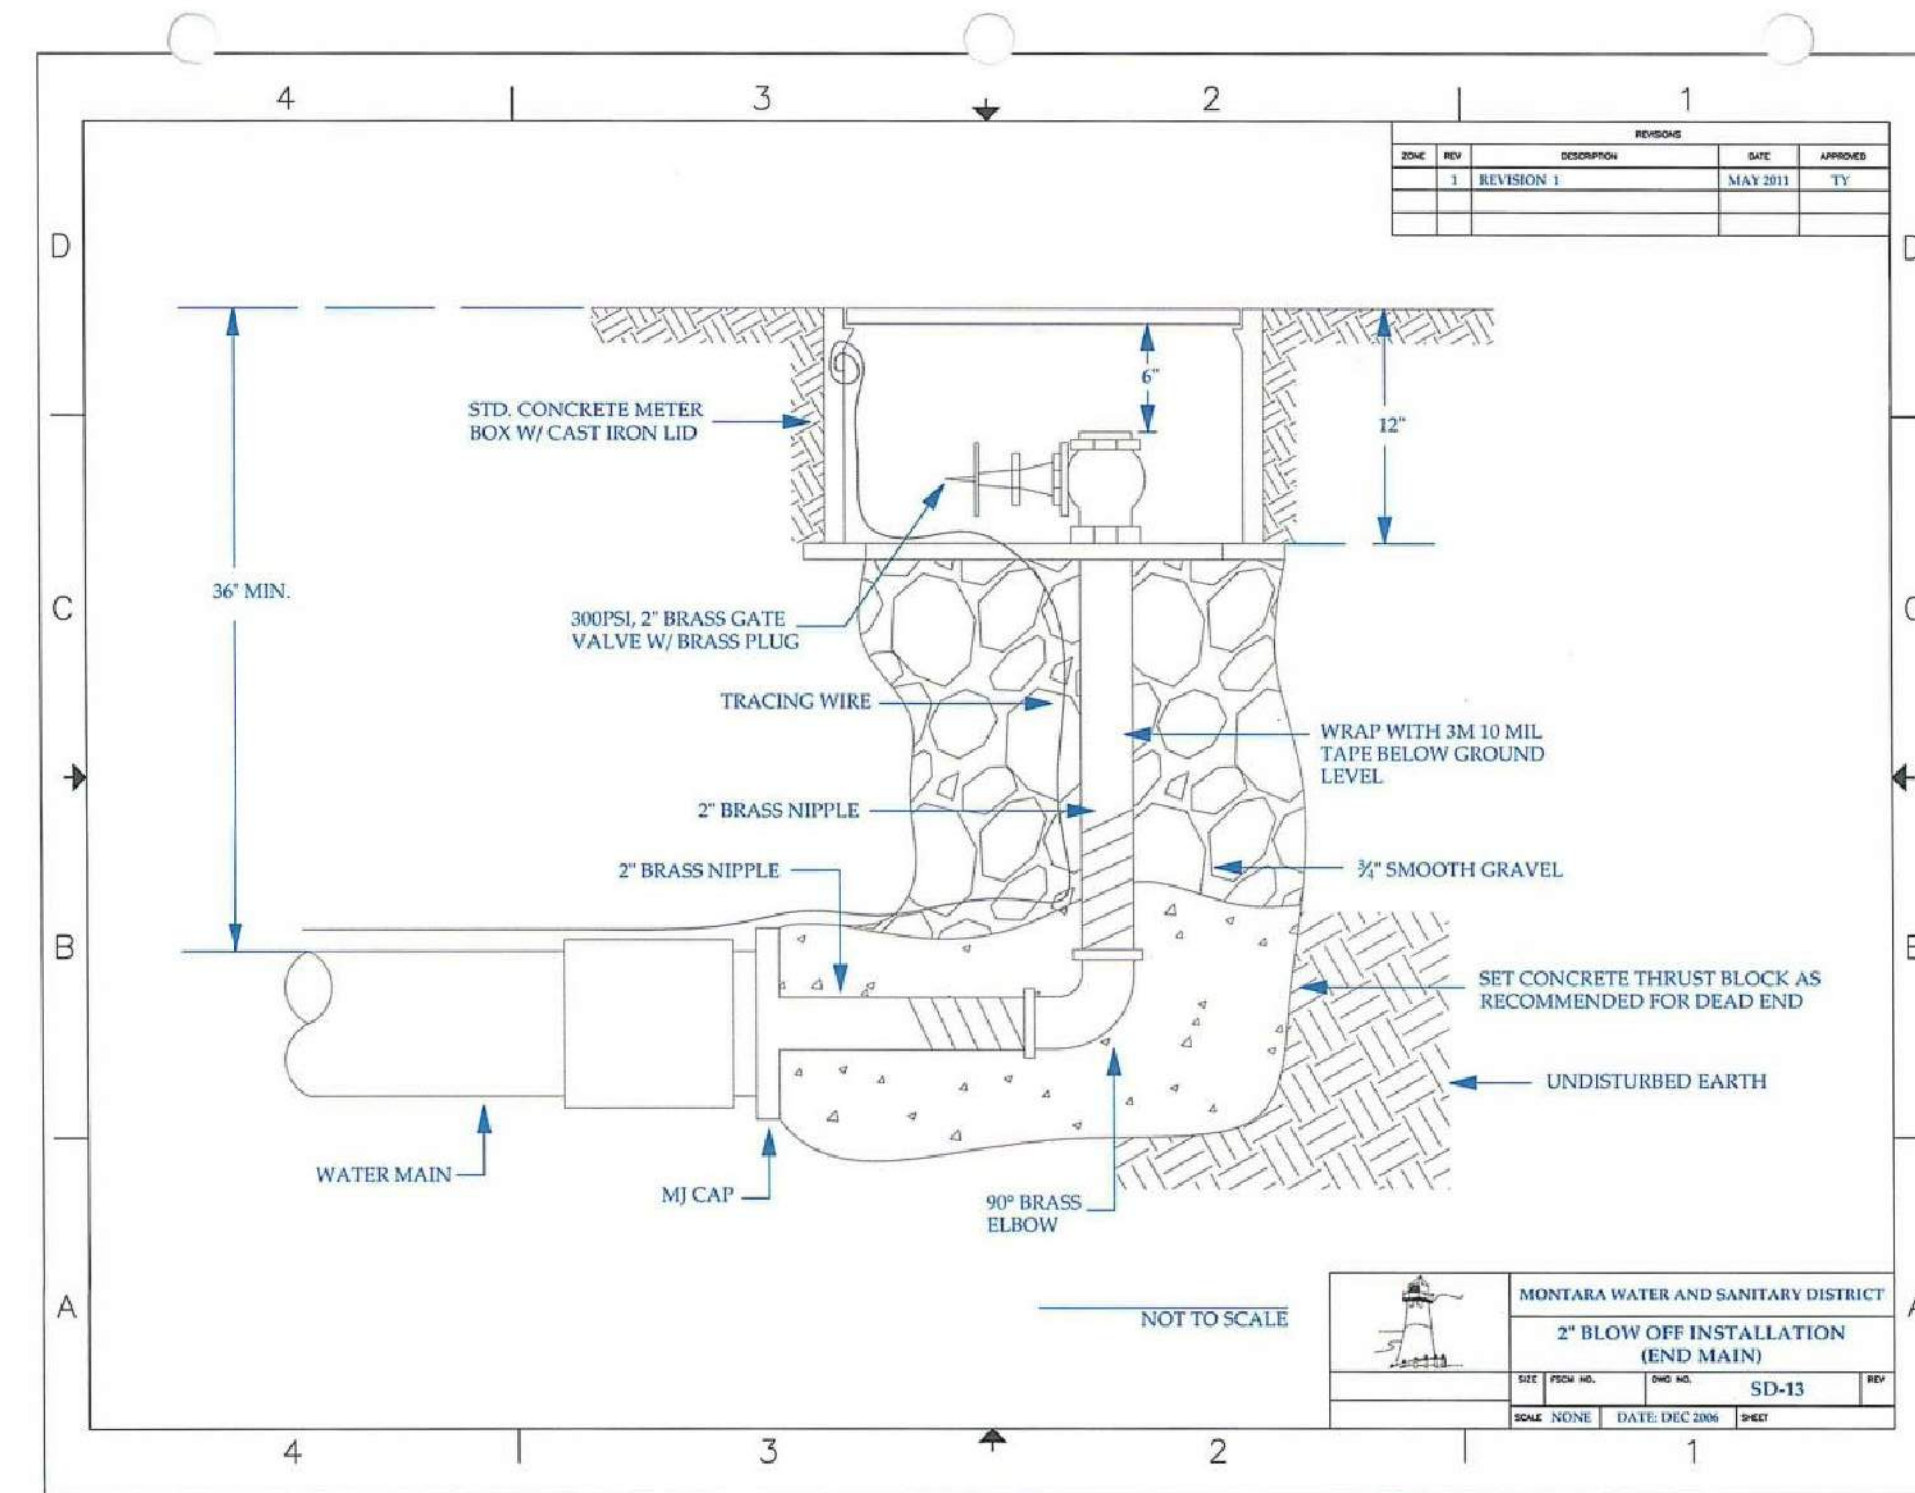 4 3 2 1
REVISIONS
ZONE REV DESCRIPTION DATE APPROVED
1 REVISION 1 MAY 2011 TY
D
D
6"
12"
STD. CONCRETE METER
BOX W/ CAST IRON LID
36" MIN.
C
C
300PSI, 2" BRASS GATE
VALVE W/ BRASS PLUG
TRACING WIRE
WRAP WITH 3M 10 MIL
TAPE BELOW GROUND
LEVEL
2" BRASS NIPPLE
2" BRASS NIPPLE
¾" SMOOTH GRAVEL
B
B
SET CONCRETE THRUST BLOCK AS
RECOMMENDED FOR DEAD END
UNDISTURBED EARTH
WATER MAIN
MJ CAP
90° BRASS
ELBOW
A
A
NOT TO SCALE
MONTARA WATER AND SANITARY DISTRICT
2" BLOW OFF INSTALLATION
(END MAIN)
SIZE FSCM NO. DWG NO. SD-13 REV
SCALE NONE DATE: DEC 2006 SHEET
4 3 2 1